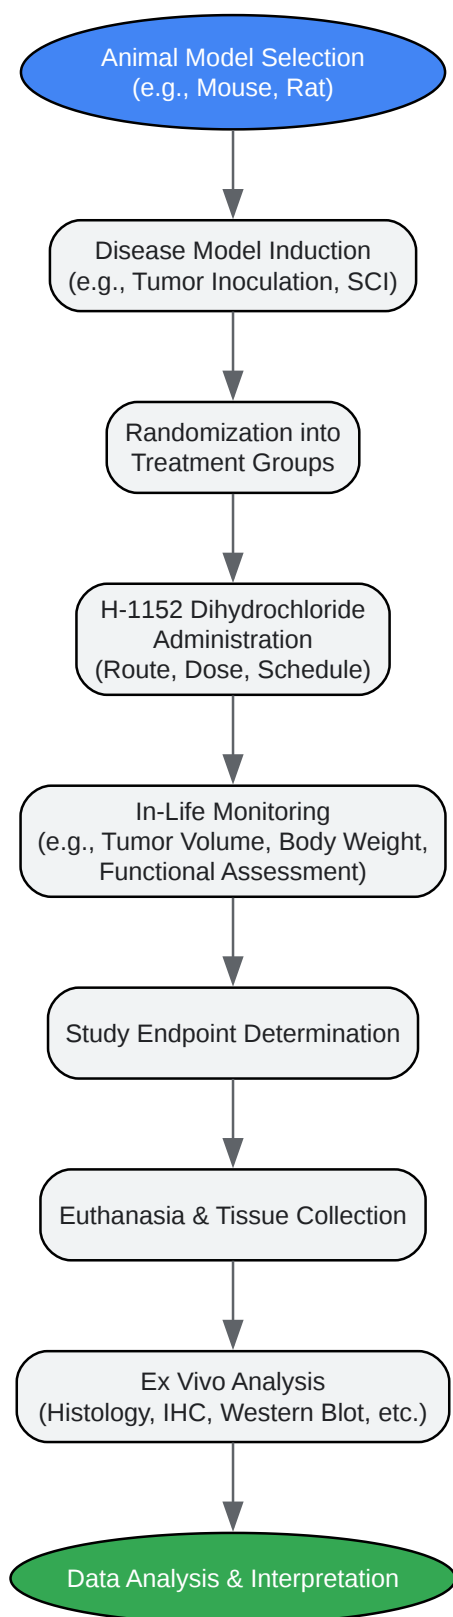 Animal Model Selection
(e.g., Mouse, Rat)
Disease Model Induction
(e.g., Tumor Inoculation, SCI)
Randomization into
Treatment Groups
H-1152 Dihydrochloride
Administration
(Route, Dose, Schedule)
In-Life Monitoring
(e.g., Tumor Volume, Body Weight,
Functional Assessment)
Study Endpoint Determination
Euthanasia & Tissue Collection
Ex Vivo Analysis
(Histology, IHC, Western Blot, etc.)
Data Analysis & Interpretation